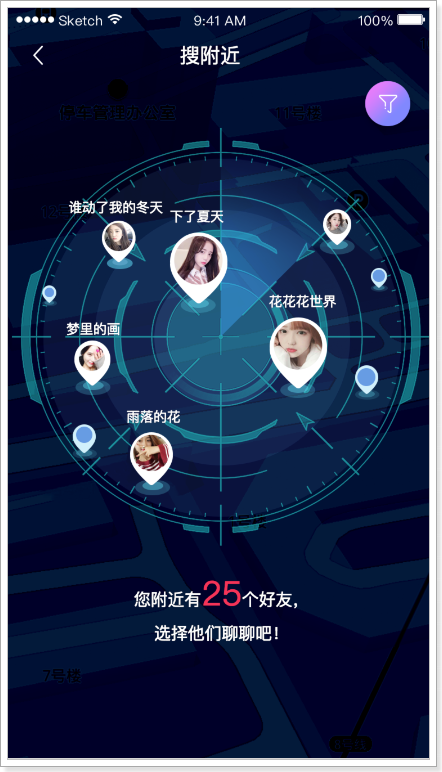 Sketch 9:41 AM 100%
搜附近
停车管理办公室
11号楼
谁动了我的冬天
下了夏天
花花花世界
梦里的画
雨落的花
您附近有25个好友,
选择他们聊聊吧!
7号楼